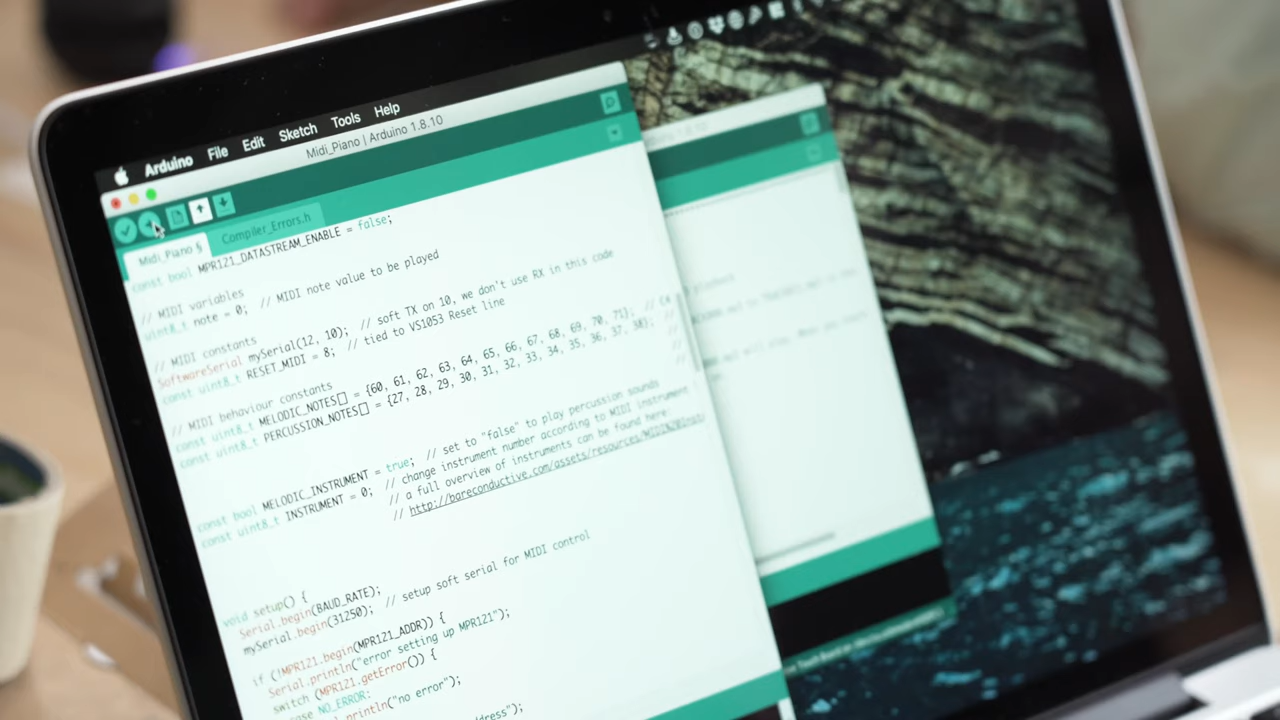 Arduino File Edit Sketch Tools Help
Midi_Piano | Arduino 1.8.10
Midi_Piano § Compiler_Errors.h
const bool MPR121_DATASTREAM_ENABLE = false;
// MIDI variables
uint8_t note = 0; // MIDI note value to be played
// MIDI constants
SoftwareSerial mySerial(12, 10); // soft TX on 10, we don't use RX in this code
const uint8_t RESET_MIDI = 8; // tied to VS1053 Reset line
// MIDI behaviour constants
const uint8_t MELODIC_NOTES[] = {60, 61, 62, 63, 64, 65, 66, 67, 68, 69, 70, 71}; //
const uint8_t PERCUSSION_NOTES[] = {27, 28, 29, 30, 31, 32, 33, 34, 35, 36, 37, 38}; //
//
const bool MELODIC_INSTRUMENT = true; // set to "false" to play percussion sounds
const uint8_t INSTRUMENT = 0; // change instrument number according to MIDI instrument
// a full overview of instruments can be found here:
// http://bareconductive.com/assets/resources/MIDI%20Inst
void setup() {
Serial.begin(BAUD_RATE);
mySerial.begin(31250); // setup soft serial for MIDI control
if (!MPR121.begin(MPR121_ADDR)) {
Serial.println("error setting up MPR121");
switch (MPR121.getError()) {
case NO_ERROR:
.println("no error");
dress");